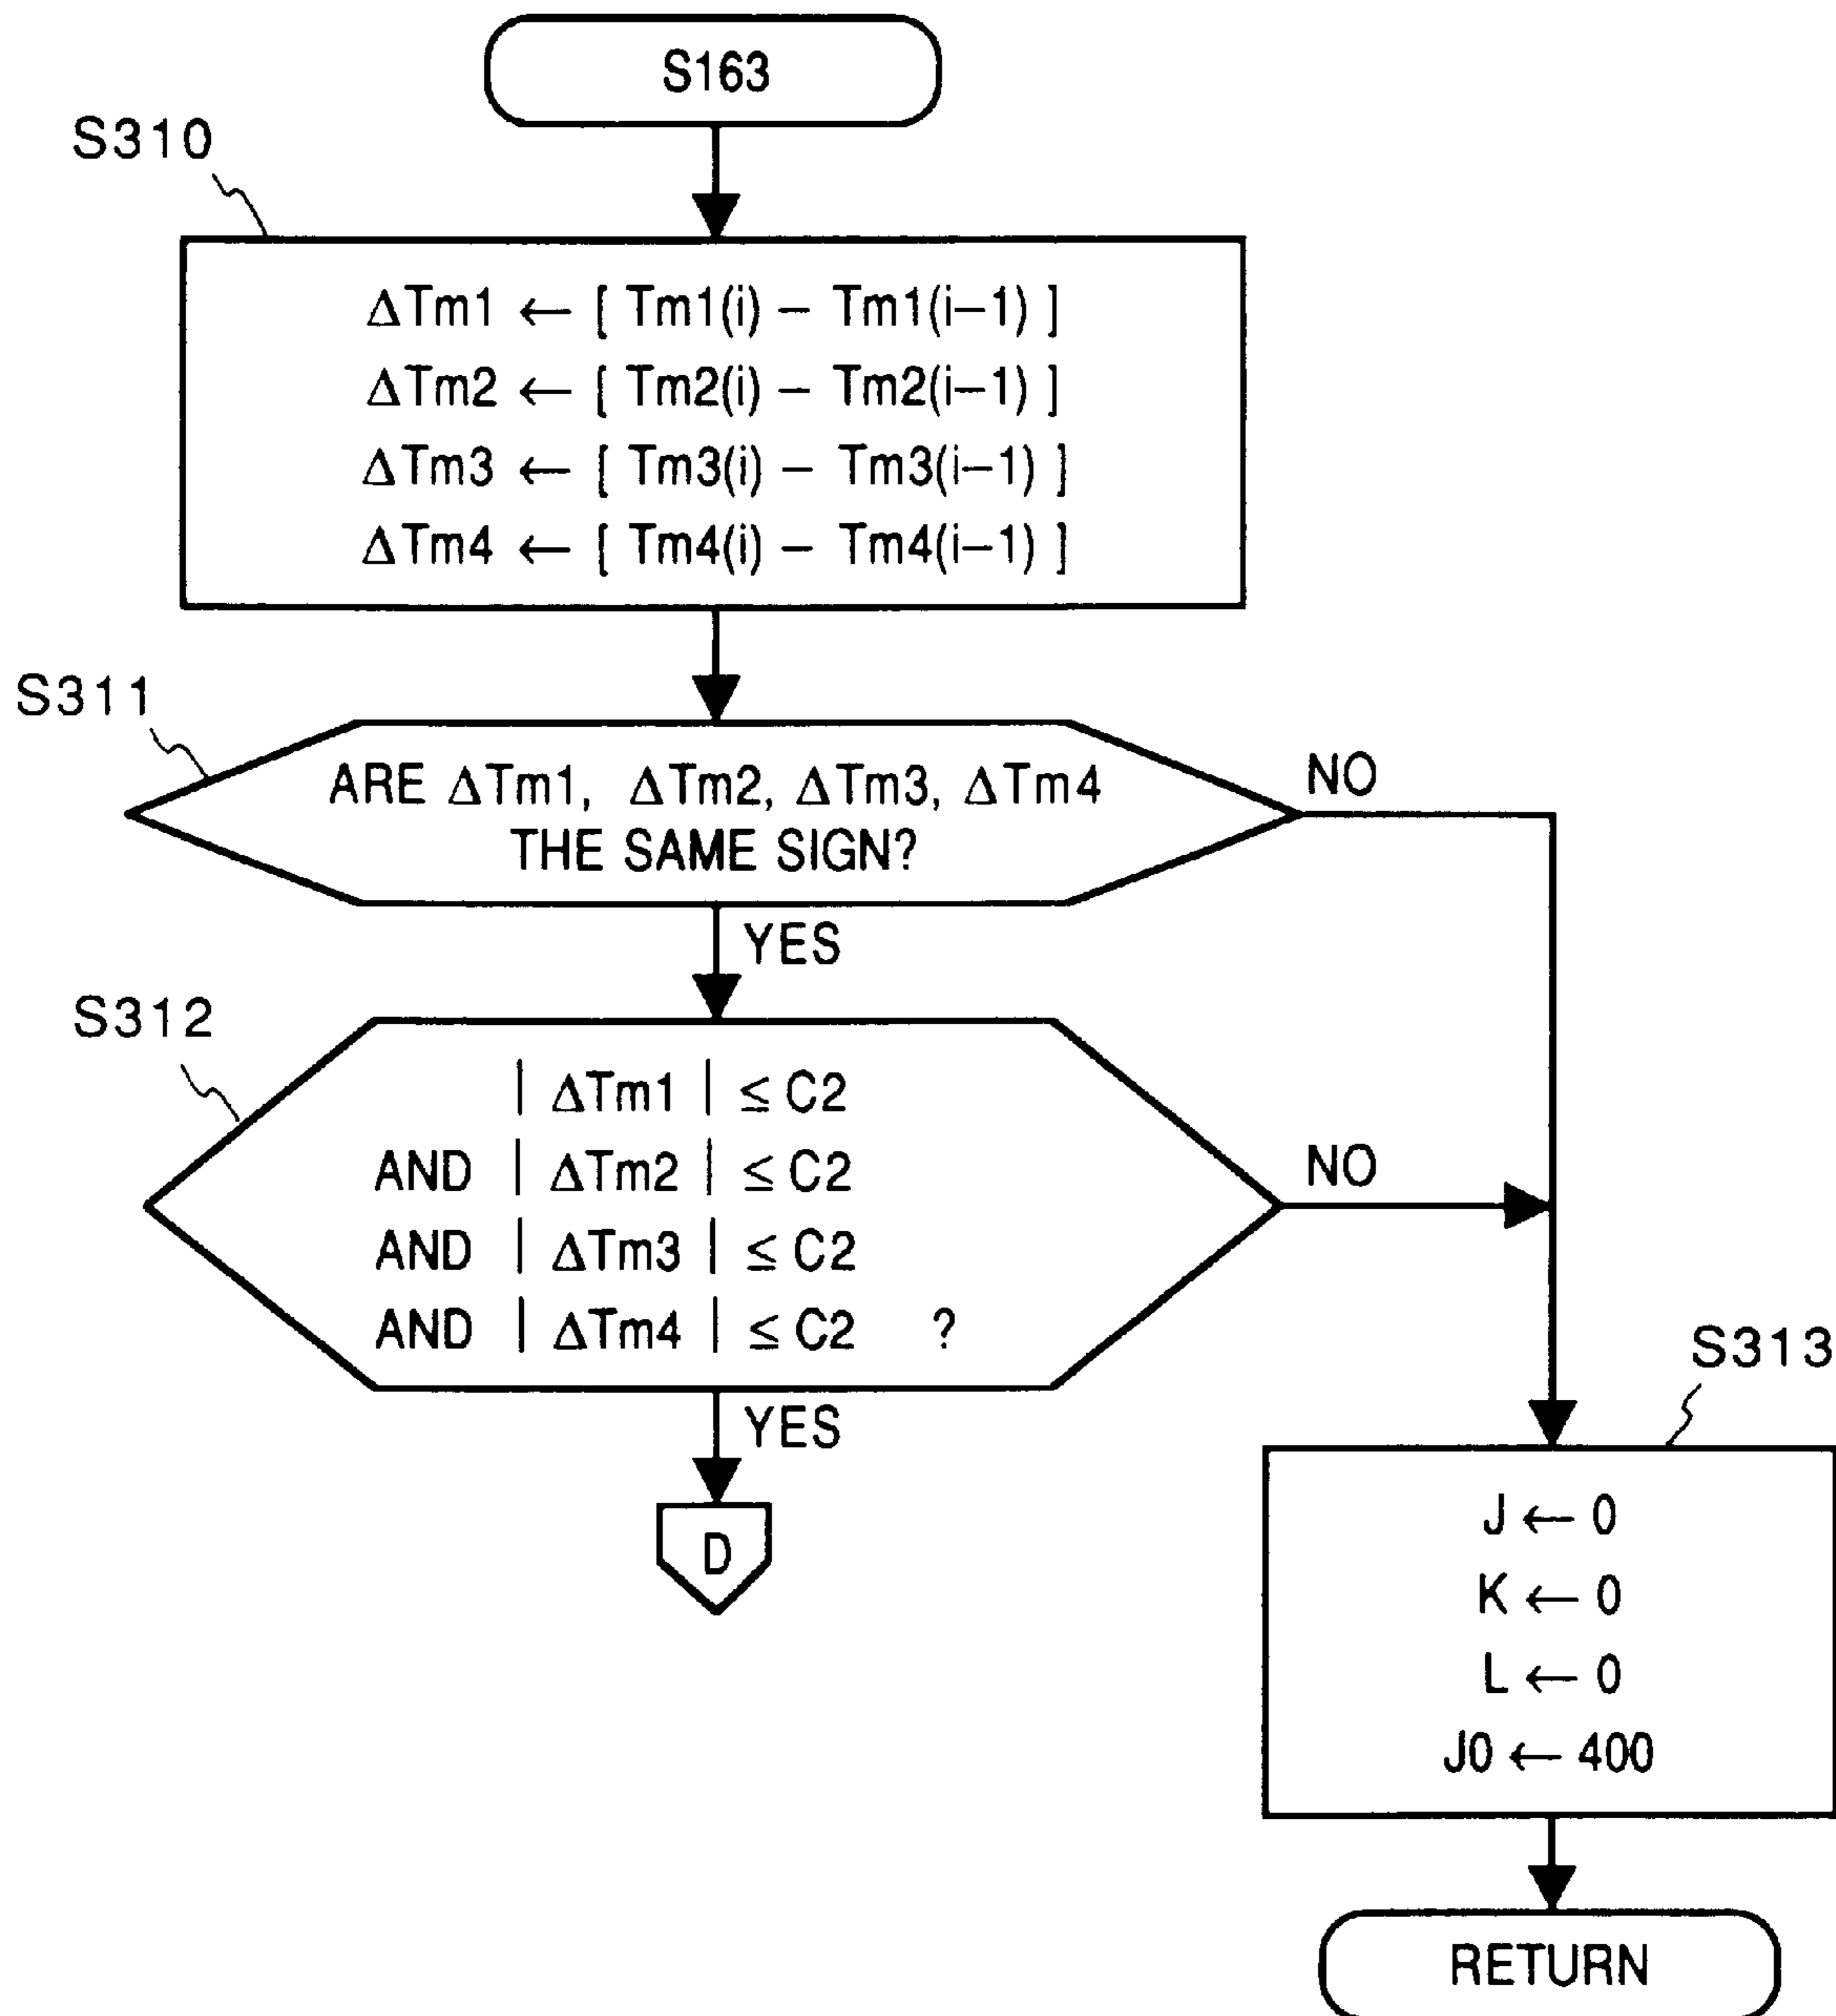 S163
S310
ΔTm1 ← [ Tm1(i) – Tm1(i–1) ]
ΔTm2 ← [ Tm2(i) – Tm2(i–1) ]
ΔTm3 ← [ Tm3(i) – Tm3(i–1) ]
ΔTm4 ← [ Tm4(i) – Tm4(i–1) ]
S311
ARE ΔTm1, ΔTm2, ΔTm3, ΔTm4
THE SAME SIGN?
NO
YES
S312
| ΔTm1 | ≤ C2
AND | ΔTm2 | ≤ C2
AND | ΔTm3 | ≤ C2
AND | ΔTm4 | ≤ C2 ?
NO
YES
D
S313
J ← 0
K ← 0
L ← 0
J0 ← 400
RETURN